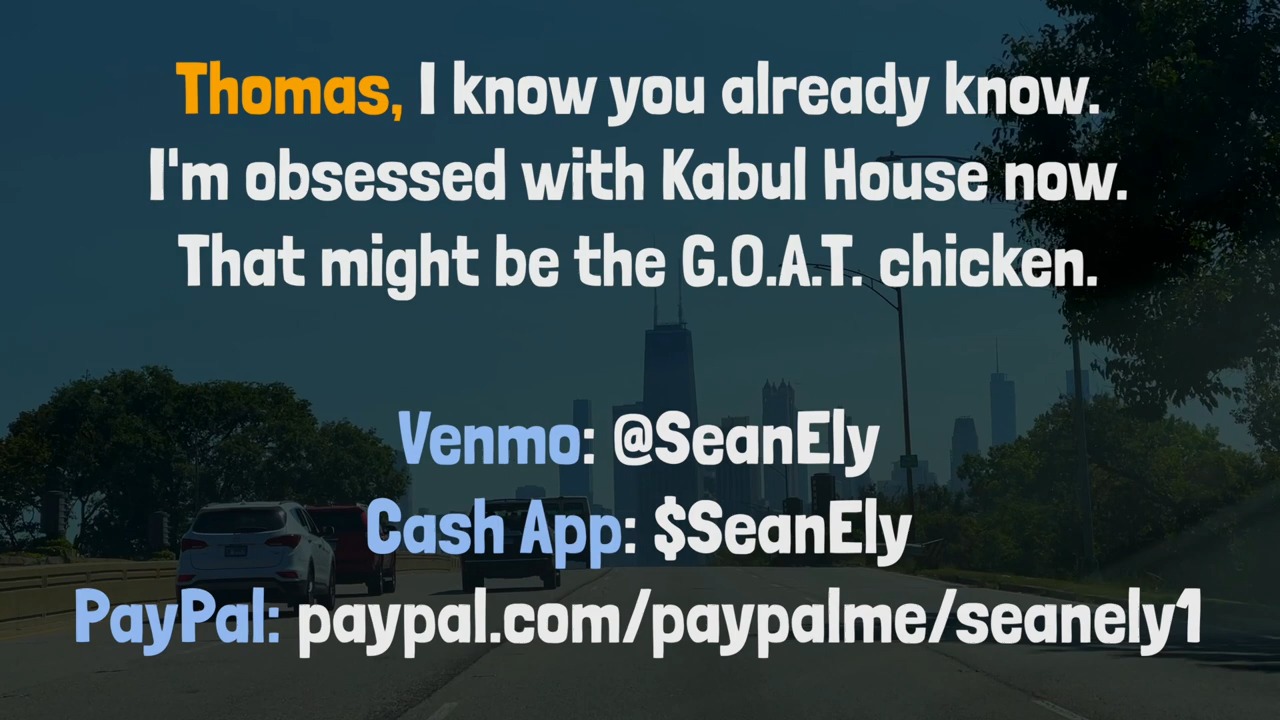 Thomas, I know you already know.
I'm obsessed with Kabul House now.
That might be the G.O.A.T. chicken.
Venmo: @SeanEly
Cash App: $SeanEly
PayPal: paypal.com/paypalme/seanely1